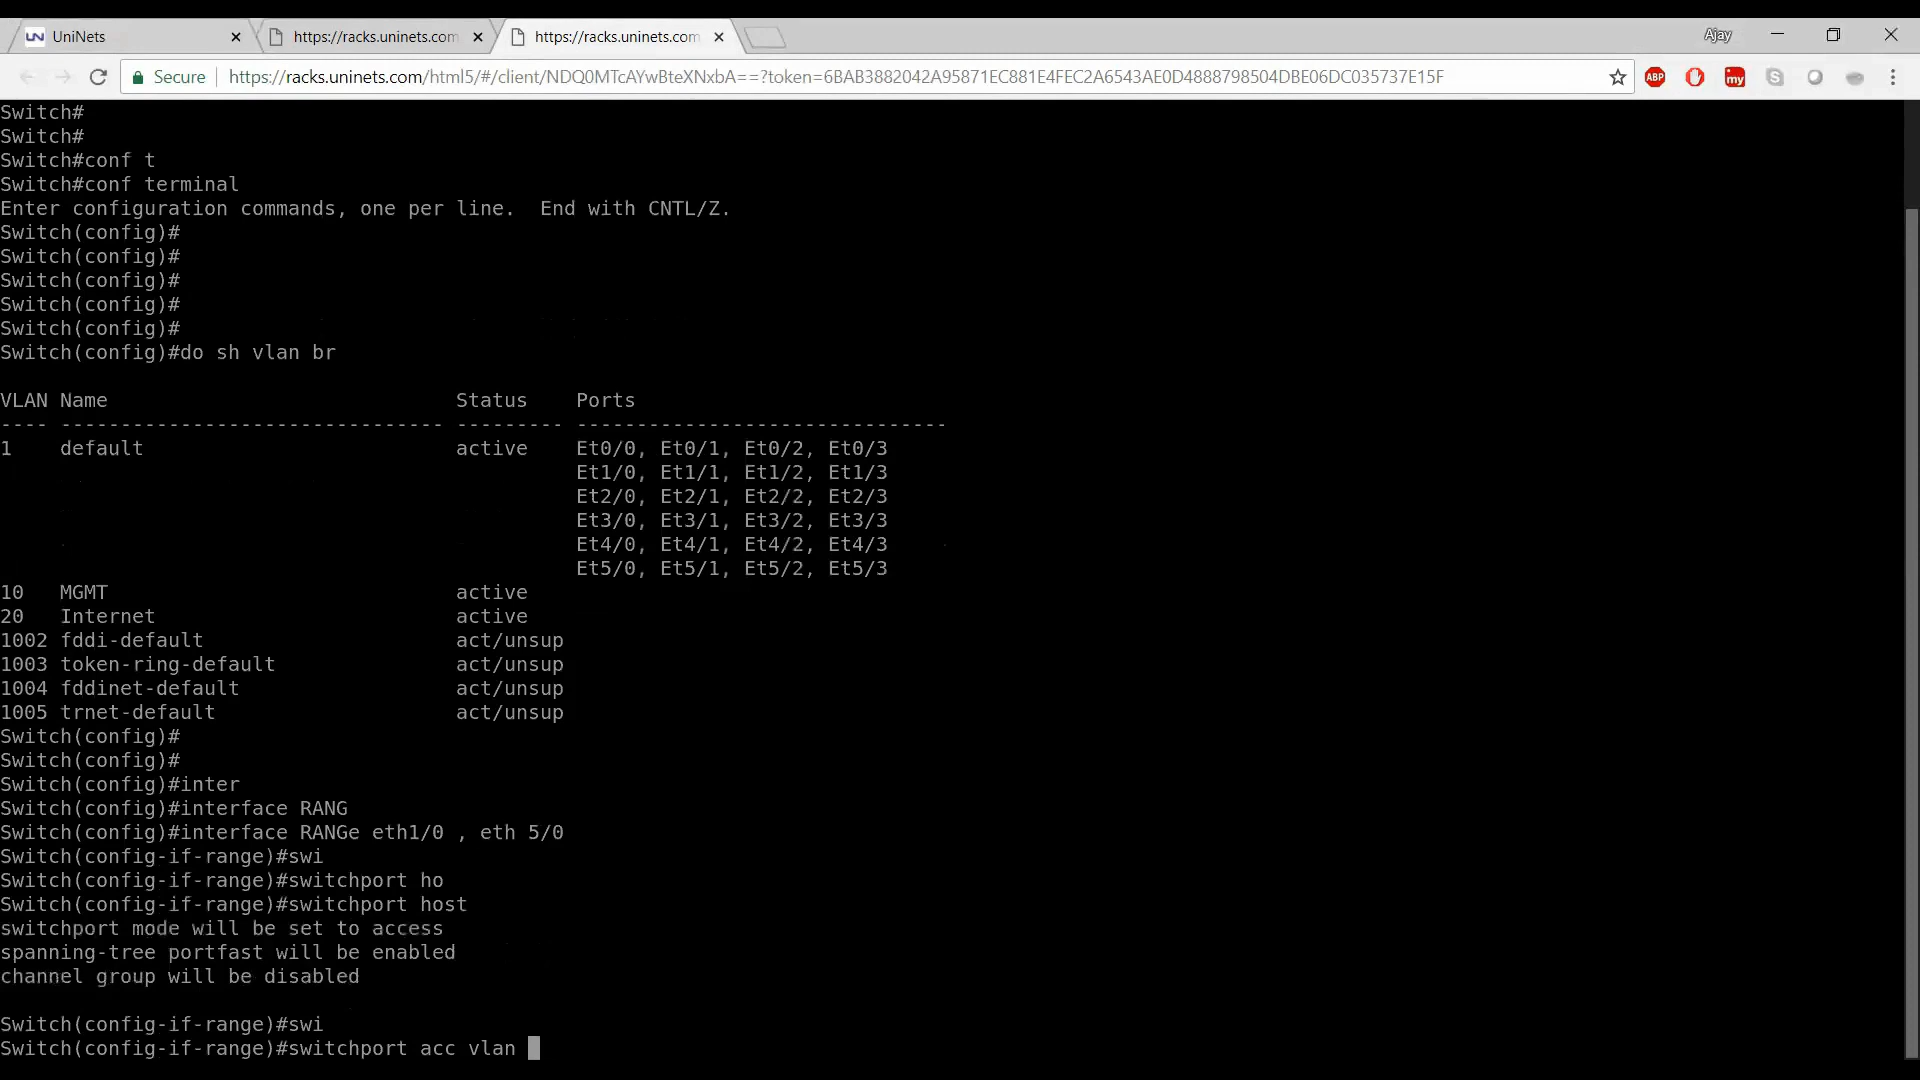 Ajay
UniNets
https://racks.uninets.com
https://racks.uninets.com
Secure
https://racks.uninets.com/html5/#/client/NDQ0MTcAYwBteXNxbA==?token=6BAB3882042A95871EC881E4FEC2A6543AE0D4888798504DBE06DC035737E15F
ABP
my
Switch#
Switch#
Switch#conf t
Switch#conf terminal
Enter configuration commands, one per line.  End with CNTL/Z.
Switch(config)#
Switch(config)#
Switch(config)#
Switch(config)#
Switch(config)#
Switch(config)#do sh vlan br
VLAN Name                             Status    Ports
---- -------------------------------- --------- -------------------------------
1    default                          active    Et0/0, Et0/1, Et0/2, Et0/3
                                                Et1/0, Et1/1, Et1/2, Et1/3
                                                Et2/0, Et2/1, Et2/2, Et2/3
                                                Et3/0, Et3/1, Et3/2, Et3/3
                                                Et4/0, Et4/1, Et4/2, Et4/3
                                                Et5/0, Et5/1, Et5/2, Et5/3
10   MGMT                             active
20   Internet                         active
1002 fddi-default                     act/unsup
1003 token-ring-default               act/unsup
1004 fddinet-default                  act/unsup
1005 trnet-default                    act/unsup
Switch(config)#
Switch(config)#
Switch(config)#inter
Switch(config)#interface RANG
Switch(config)#interface RANGe eth1/0 , eth 5/0
Switch(config-if-range)#swi
Switch(config-if-range)#switchport ho
Switch(config-if-range)#switchport host
switchport mode will be set to access
spanning-tree portfast will be enabled
channel group will be disabled
Switch(config-if-range)#swi
Switch(config-if-range)#switchport acc vlan